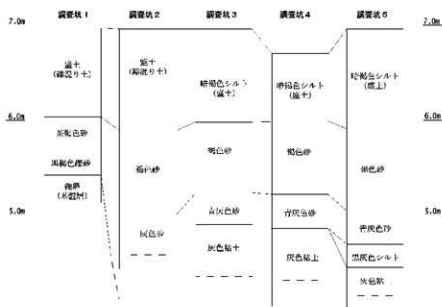 調査坑1 調査坑2 調査坑3 調査坑4 調査坑5
7.0m 7.0m
盛土
(礫混り土)
盛土
(礫混り土)
暗褐色シルト
(盛土)
暗褐色シルト
(盛土)
暗褐色シルト
(盛土)
6.0m 6.0m
茶褐色砂
黒褐色礫砂
礫層
(基盤層)
褐色砂
灰色砂
褐色砂
青灰色砂
灰色粘土
褐色砂
青灰色砂
灰色粘土
褐色砂
青灰色砂
黒灰色シルト
灰色粘土
5.0m 5.0m